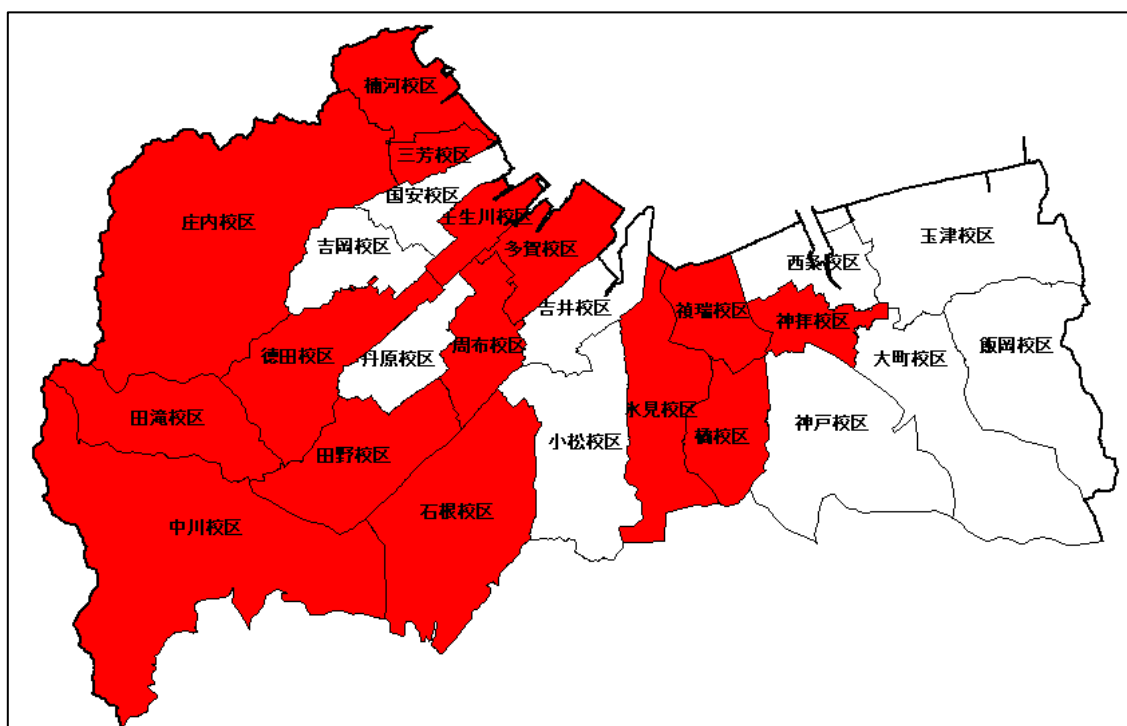 楠河校区
三芳校区
国安校区
壬生川校区
庄内校区
吉岡校区
多賀校区
玉津校区
西条校区
吉井校区
禎瑞校区
神拝校区
徳田校区
丹原校区
周布校区
大町校区
飯岡校区
田滝校区
氷見校区
橘校区
神戸校区
小松校区
田野校区
石根校区
中川校区